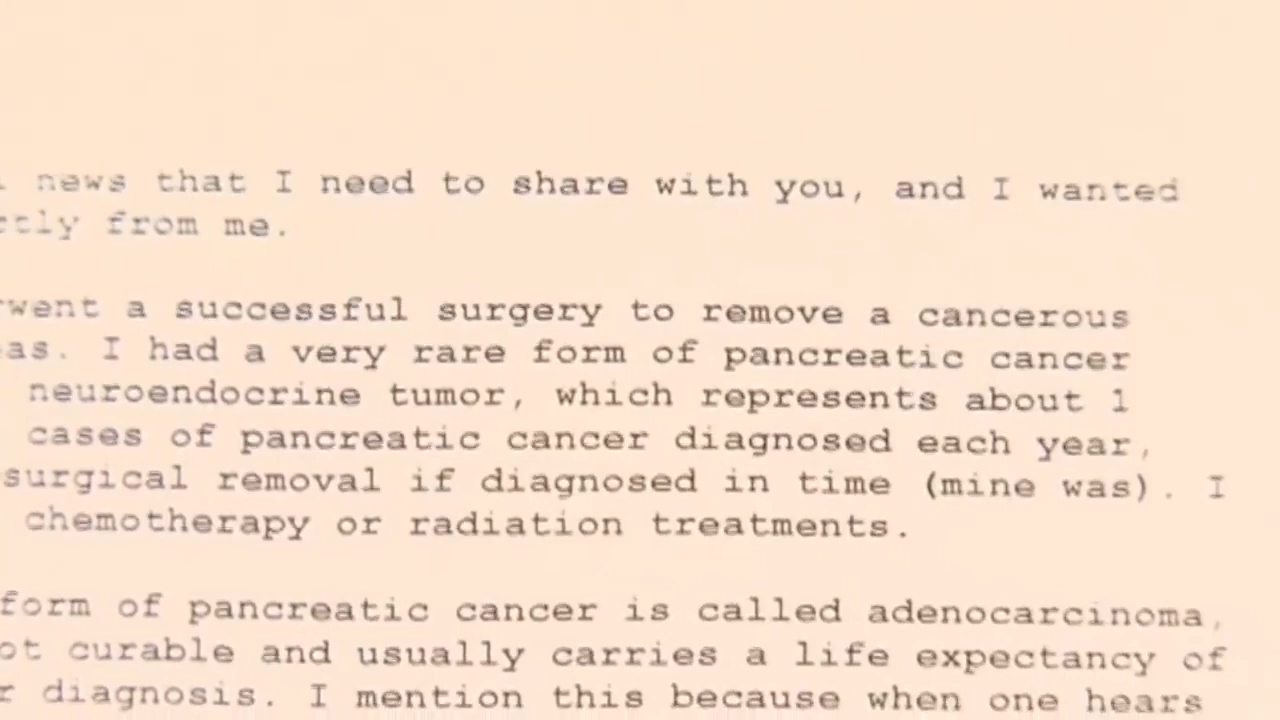 news that I need to share with you, and I wanted
from me.
a successful surgery to remove a cancerous
I had a very rare form of pancreatic cancer
neuroendocrine tumor, which represents about 1
cases of pancreatic cancer diagnosed each year,
surgical removal if diagnosed in time (mine was). I
chemotherapy or radiation treatments.
form of pancreatic cancer is called adenocarcinoma,
curable and usually carries a life expectancy of
diagnosis. I mention this because when one hears